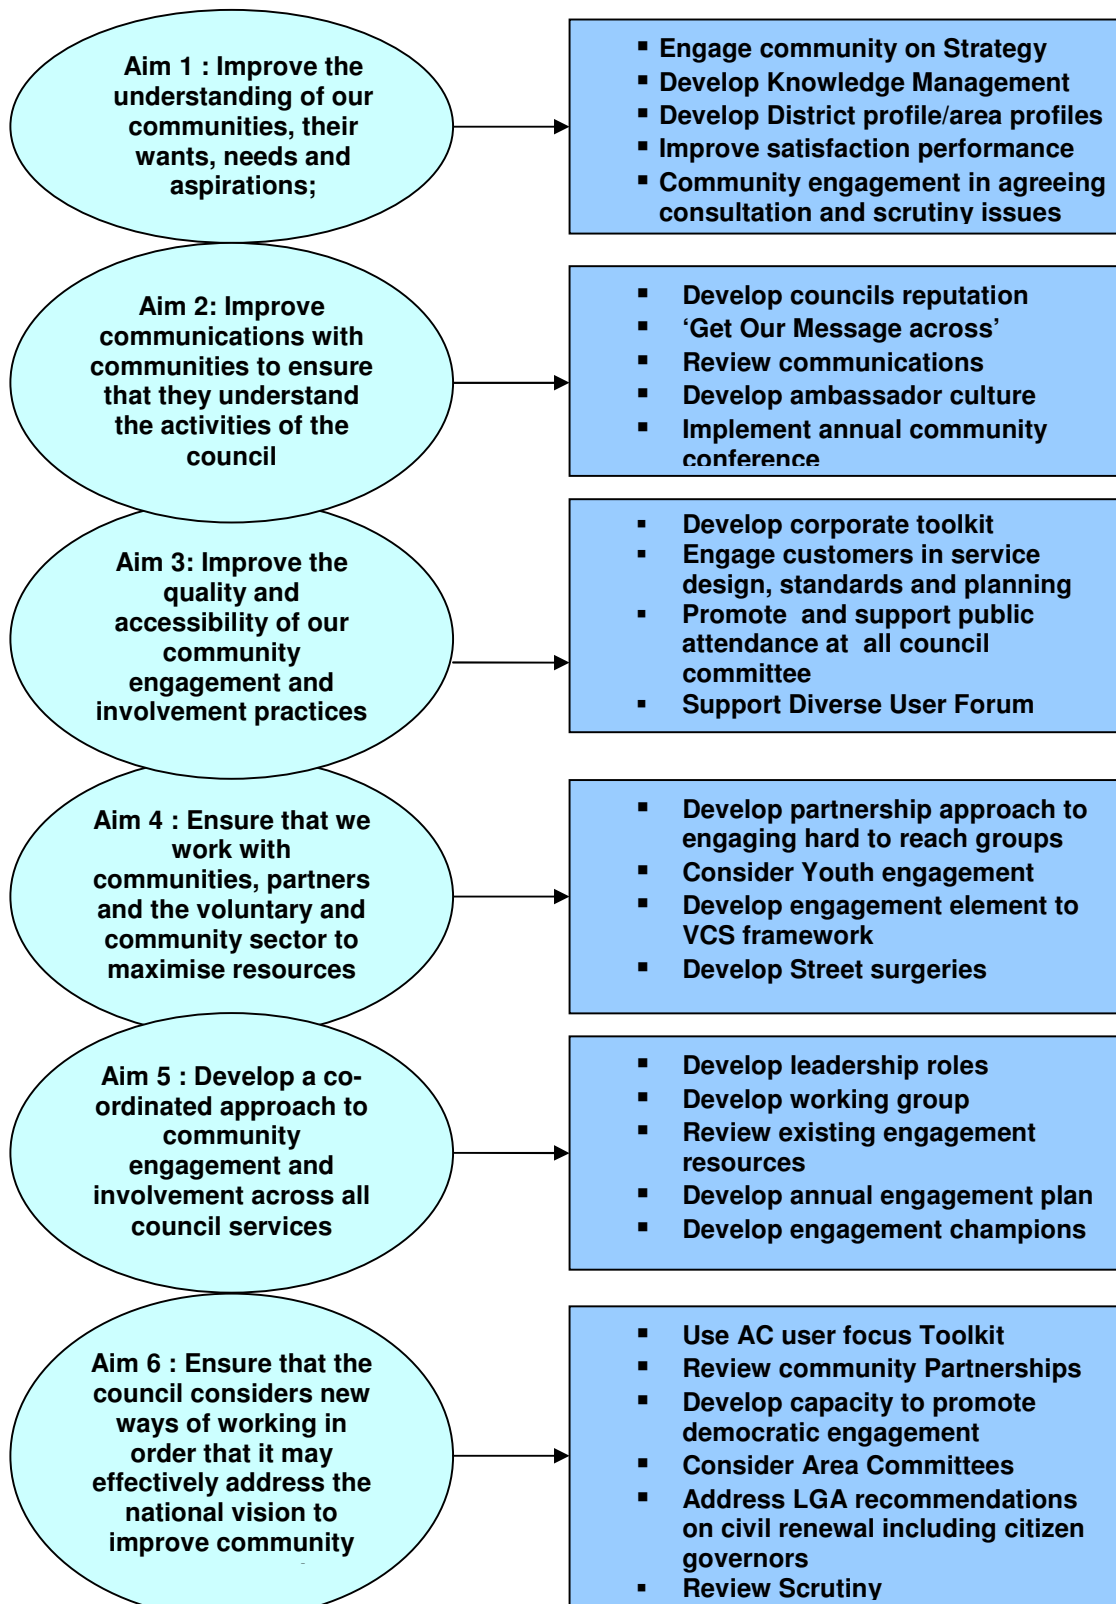 Aim 1 : Improve the
understanding of our
communities, their
wants, needs and
aspirations;
▪ Engage community on Strategy
▪ Develop Knowledge Management
▪ Develop District profile/area profiles
▪ Improve satisfaction performance
▪ Community engagement in agreeing
consultation and scrutiny issues
Aim 2: Improve
communications with
communities to ensure
that they understand
the activities of the
council
▪ Develop councils reputation
▪ ‘Get Our Message across’
▪ Review communications
▪ Develop ambassador culture
▪ Implement annual community
conference
Aim 3: Improve the
quality and
accessibility of our
community
engagement and
involvement practices
▪ Develop corporate toolkit
▪ Engage customers in service
design, standards and planning
▪ Promote and support public
attendance at all council
committee
▪ Support Diverse User Forum
Aim 4 : Ensure that we
work with
communities, partners
and the voluntary and
community sector to
maximise resources
▪ Develop partnership approach to
engaging hard to reach groups
▪ Consider Youth engagement
▪ Develop engagement element to
VCS framework
▪ Develop Street surgeries
Aim 5 : Develop a co-
ordinated approach to
community
engagement and
involvement across all
council services
▪ Develop leadership roles
▪ Develop working group
▪ Review existing engagement
resources
▪ Develop annual engagement plan
▪ Develop engagement champions
Aim 6 : Ensure that the
council considers new
ways of working in
order that it may
effectively address the
national vision to
improve community
▪ Use AC user focus Toolkit
▪ Review community Partnerships
▪ Develop capacity to promote
democratic engagement
▪ Consider Area Committees
▪ Address LGA recommendations
on civil renewal including citizen
governors
▪ Review Scrutiny